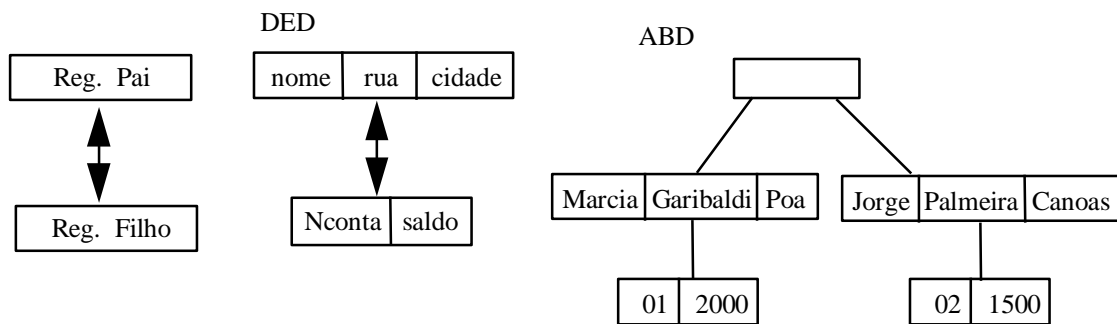 DED
ABD
Reg. Pai
nome rua cidade
Reg. Filho
Nconta saldo
Marcia Garibaldi Poa
Jorge Palmeira Canoas
01 2000
02 1500